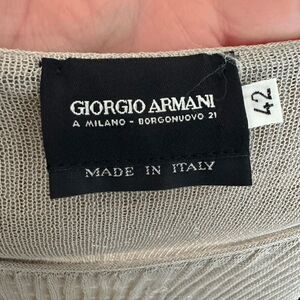 GIORGIO ARMANI
A MILANO - BORGONUOVO 21
MADE IN ITALY
42